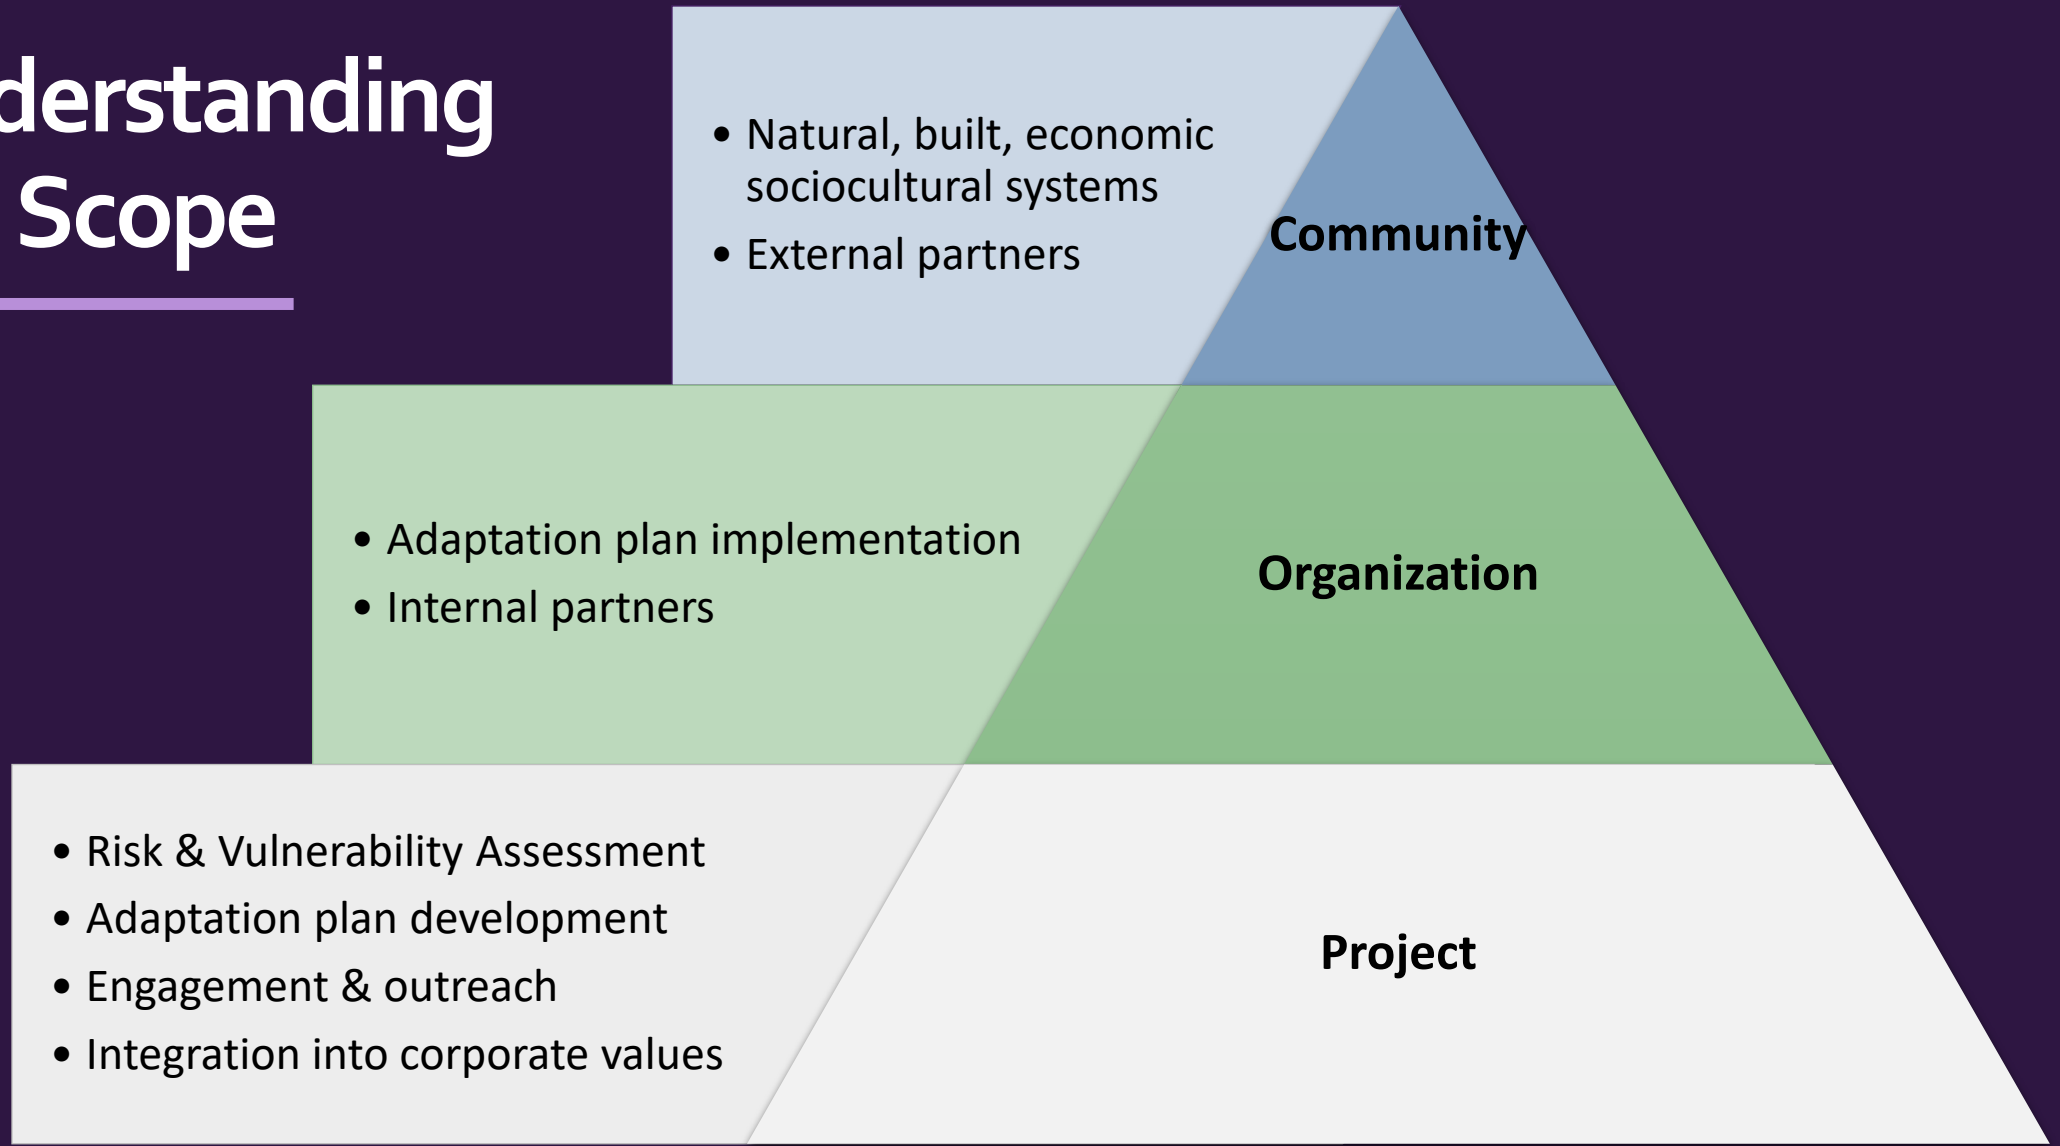 derstanding
Scope
• Natural, built, economic
sociocultural systems
• External partners
Community
• Adaptation plan implementation
• Internal partners
Organization
• Risk & Vulnerability Assessment
• Adaptation plan development
• Engagement & outreach
• Integration into corporate values
Project